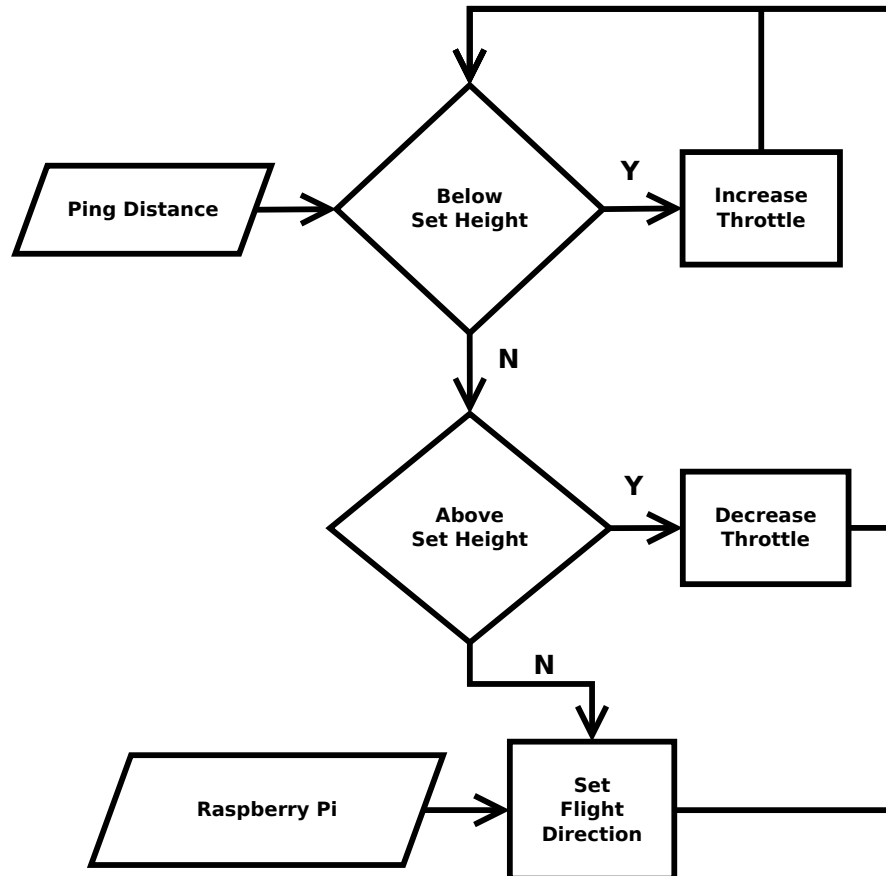 Ping Distance
Below
Set Height
Y
Increase
Throttle
N
Above
Set Height
Y
Decrease
Throttle
N
Raspberry Pi
Set
Flight
Direction